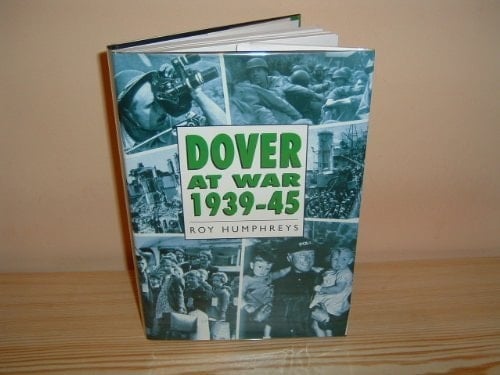 DOVER
AT WAR
1939-45
ROY HUMPHREYS